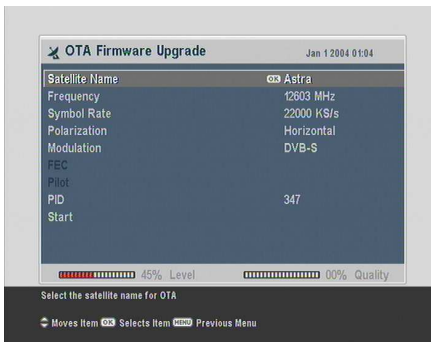 OTA Firmware Upgrade Jan 1 2004 01:04
Satellite Name OK Astra
Frequency 12603 MHz
Symbol Rate 22000 KS/s
Polarization Horizontal
Modulation DVB-S
FEC
Pilot
PID 347
Start
45% Level 00% Quality
Select the satellite name for OTA
Moves Item OK Selects Item MENU Previous Menu